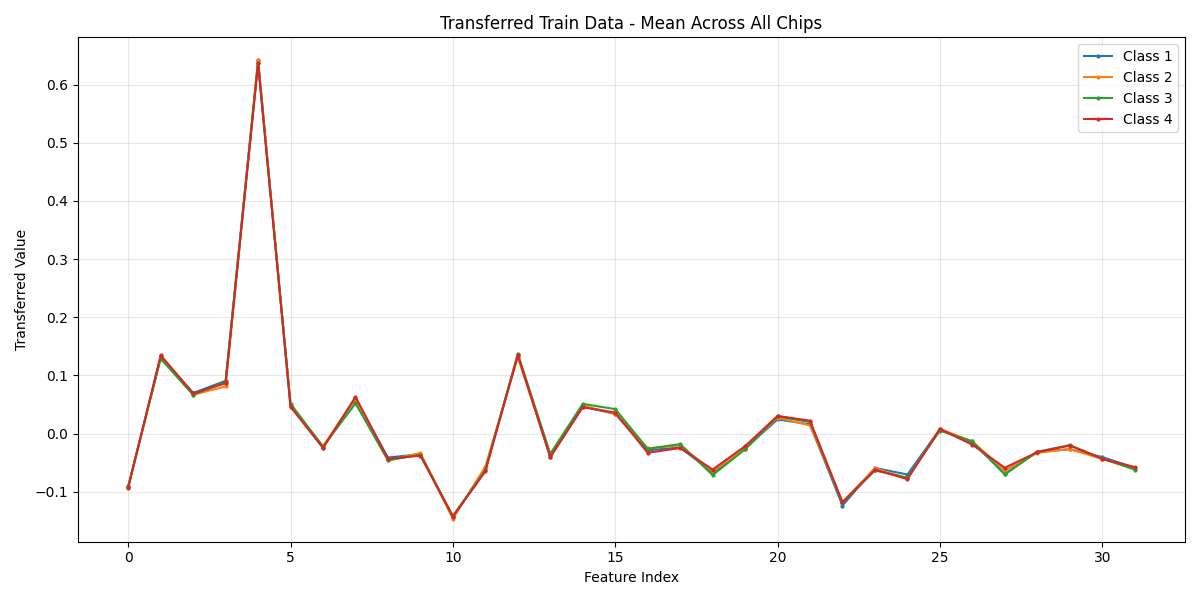 Transferred Train Data - Mean Across All Chips
Class 1
Class 2
Class 3
Class 4
Transferred Value
0.6
0.5
0.4
0.3
0.2
0.1
0.0
−0.1
0 5 10 15 20 25 30
Feature Index